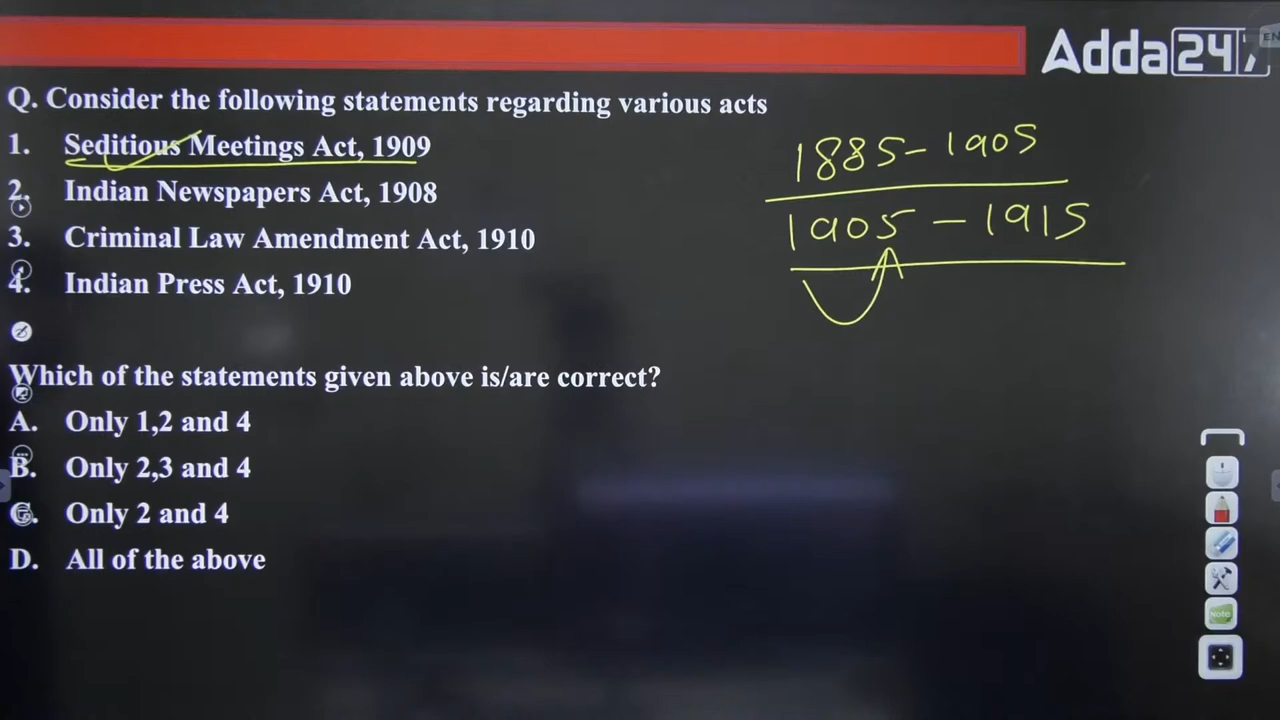 Adda247
EN
Q. Consider the following statements regarding various acts
1. Seditious Meetings Act, 1909
2. Indian Newspapers Act, 1908
3. Criminal Law Amendment Act, 1910
4. Indian Press Act, 1910
1885-1905
1905-1915
Which of the statements given above is/are correct?
A. Only 1,2 and 4
B. Only 2,3 and 4
C. Only 2 and 4
D. All of the above
Note